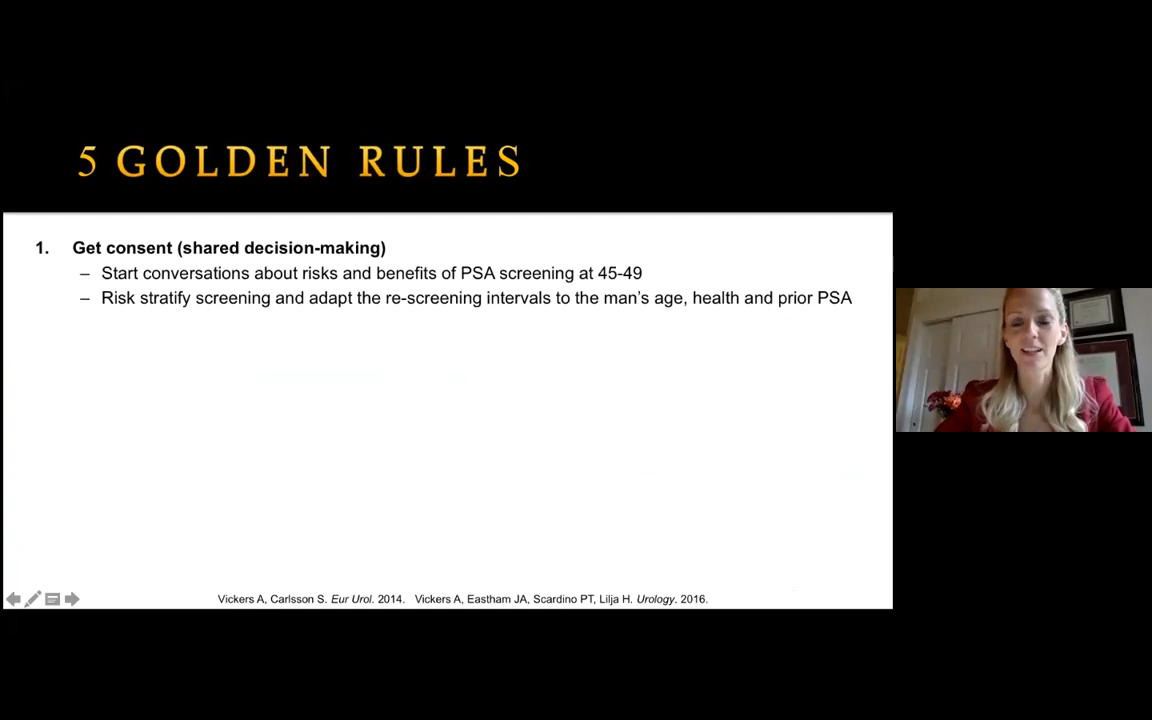 5 GOLDEN RULES
1. Get consent (shared decision-making)
– Start conversations about risks and benefits of PSA screening at 45-49
– Risk stratify screening and adapt the re-screening intervals to the man’s age, health and prior PSA
Vickers A, Carlsson S. Eur Urol. 2014. Vickers A, Eastham JA, Scardino PT, Lilja H. Urology. 2016.